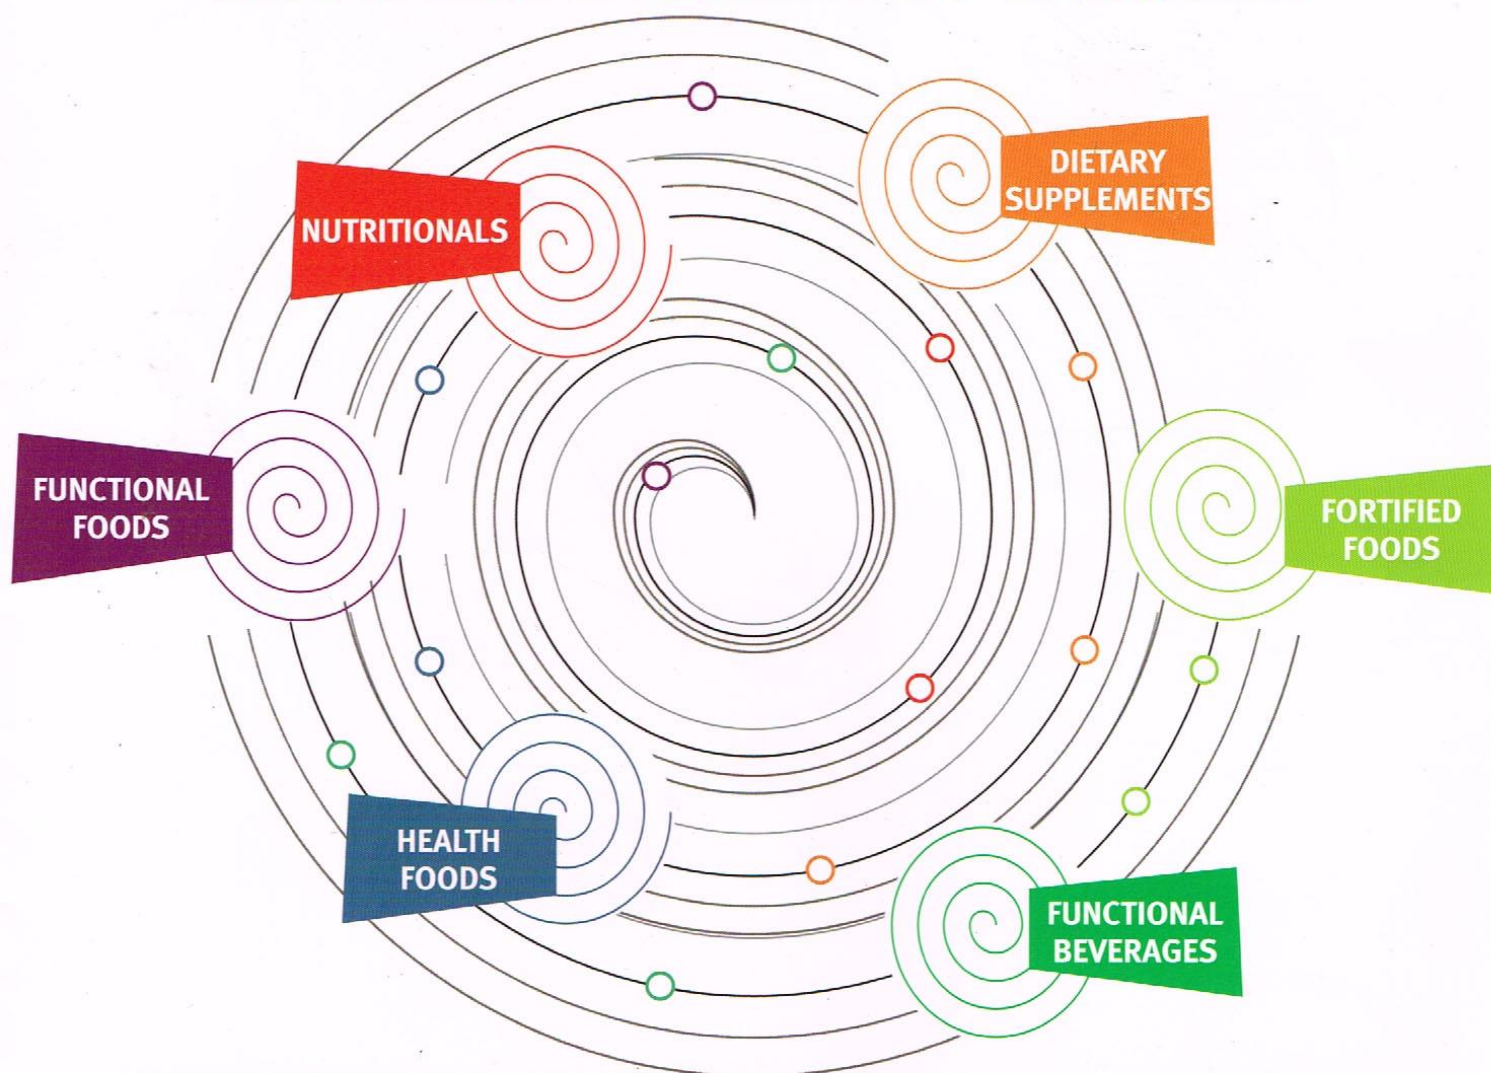 DIETARY
SUPPLEMENTS
NUTRITIONALS
FUNCTIONAL
FOODS
FORTIFIED
FOODS
HEALTH
FOODS
FUNCTIONAL
BEVERAGES